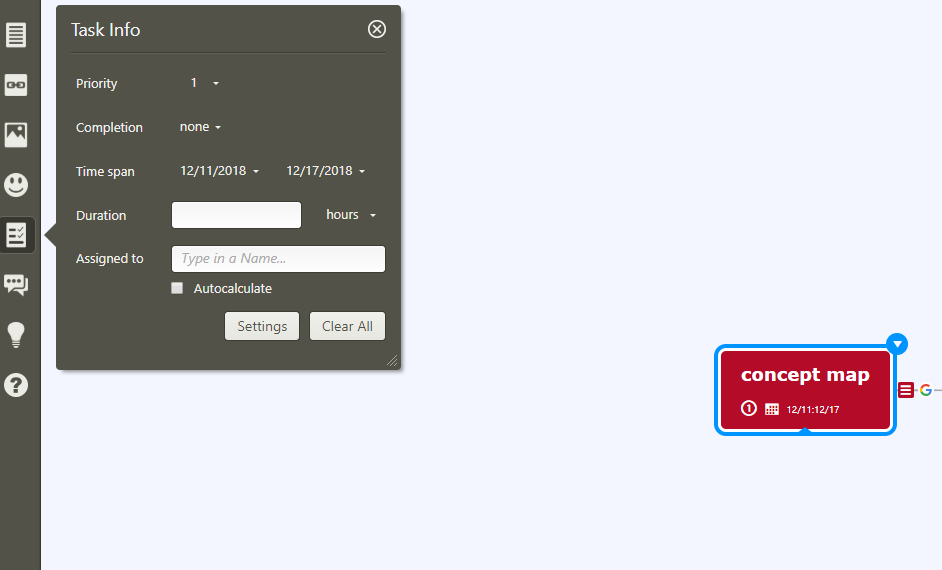 Task Info
Priority 1
Completion none
Time span 12/11/2018 12/17/2018
Duration hours
Assigned to Type in a Name...
Autocalculate
Settings Clear All
concept map
1 12/11:12/17
G
?